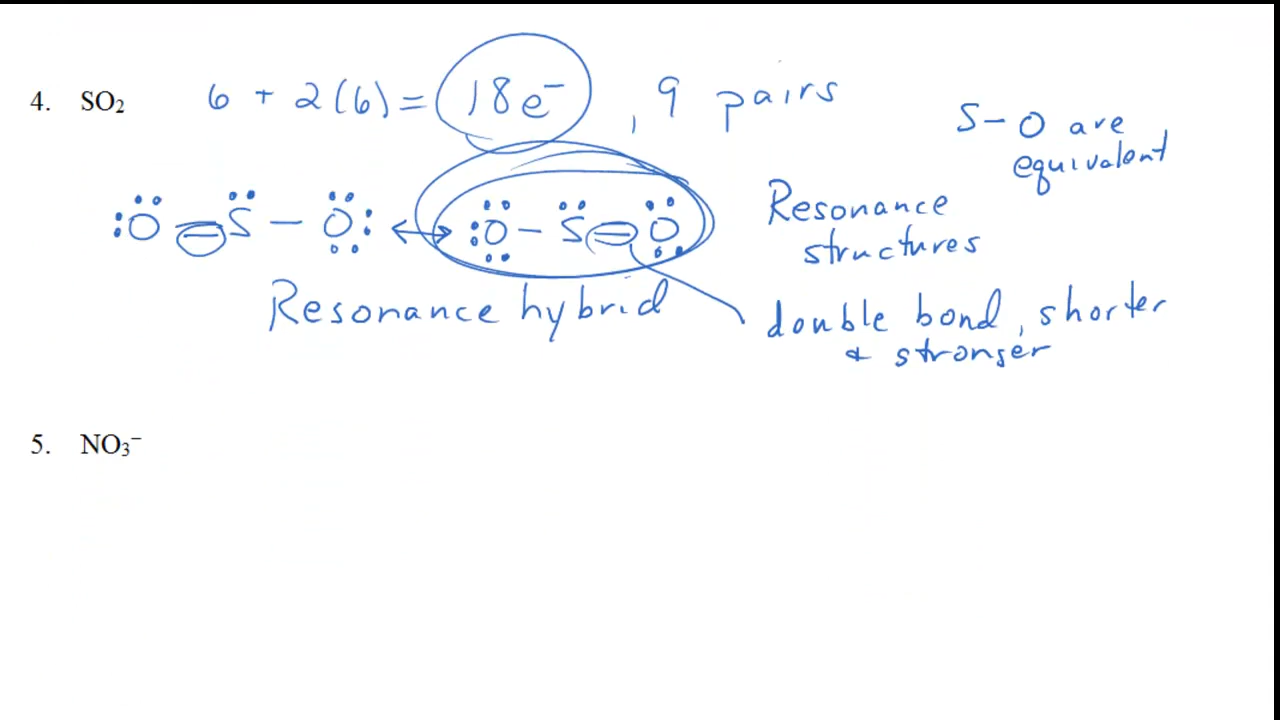 4. SO₂ 6 + 2(6) = 18e⁻, 9 pairs
S–O are
equivalent
:Ö=S̈–Ö: ↔ :Ö–S̈=Ö
Resonance
structures
Resonance hybrid
double bond, shorter
& stronger
5. NO₃⁻